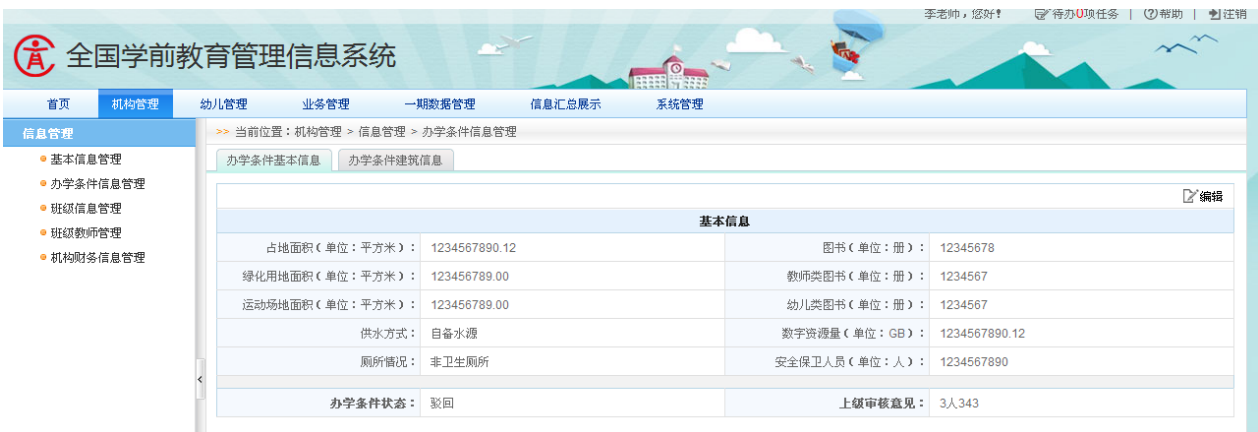 李老师，您好！ 待办0项任务 | 帮助 | 注销
全国学前教育管理信息系统
首页 机构管理 幼儿管理 业务管理 一期数据管理 信息汇总展示 系统管理
信息管理
基本信息管理
办学条件信息管理
班级信息管理
班级教师管理
机构财务信息管理
>> 当前位置：机构管理 > 信息管理 > 办学条件信息管理
办学条件基本信息 办学条件建筑信息
编辑
基本信息
占地面积（单位：平方米）： 1234567890.12 图书（单位：册）： 12345678
绿化用地面积（单位：平方米）： 123456789.00 教师类图书（单位：册）： 1234567
运动场地面积（单位：平方米）： 123456789.00 幼儿类图书（单位：册）： 1234567
供水方式： 自备水源 数字资源量（单位：GB）： 1234567890.12
厕所情况： 非卫生厕所 安全保卫人员（单位：人）： 1234567890
办学条件状态： 驳回 上级审核意见： 3人343